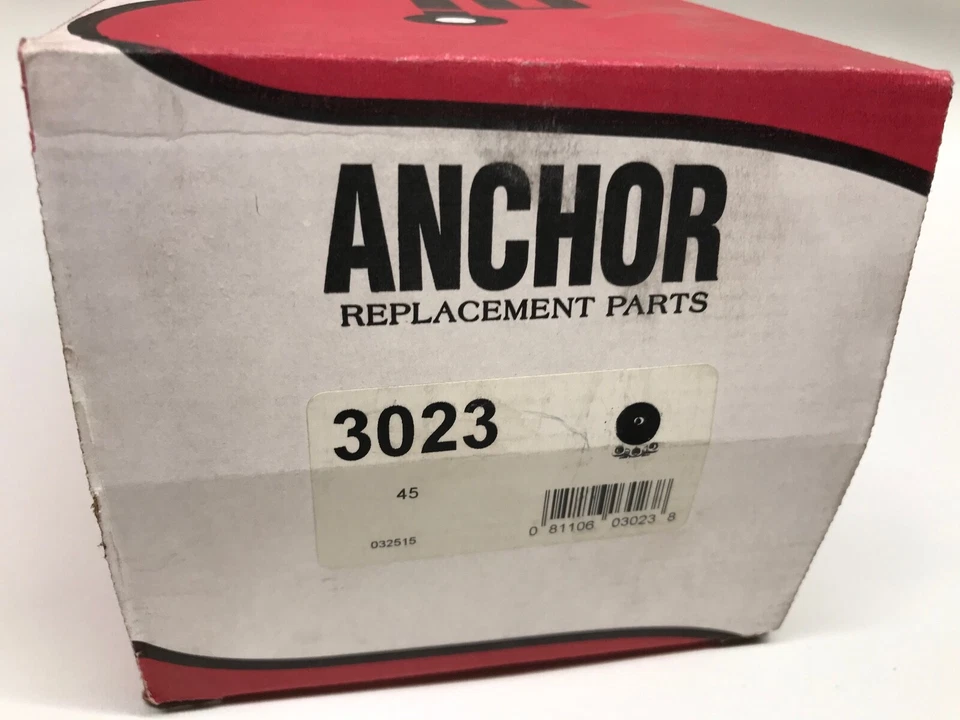 ANCHOR
REPLACEMENT PARTS
3023
45
032515
0 81106 03023 8